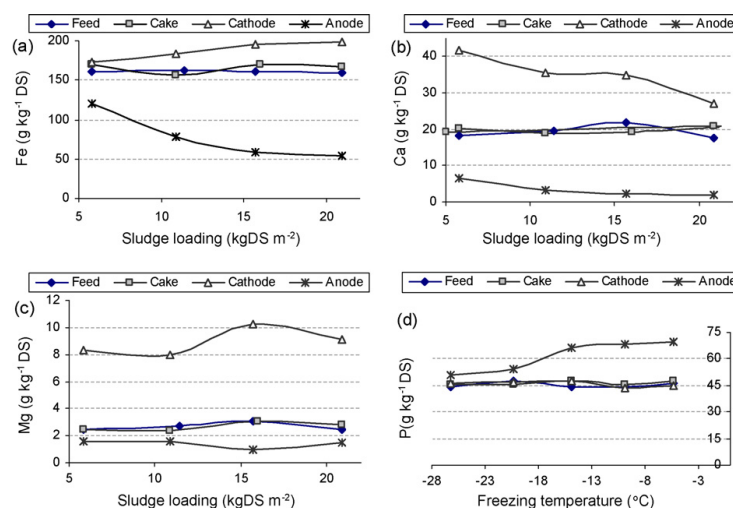 Feed Cake Cathode Anode
(a)
200
150
100
50
0
Fe (g kg-1 DS)
5 10 15 20
Sludge loading (kgDS m-2)
Feed Cake Cathode Anode
(b)
40
30
20
10
0
Ca (g kg-1 DS)
5 10 15 20
Sludge loading (kgDS m-2)
Feed Cake Cathode Anode
(c)
12
10
8
6
4
2
0
Mg (g kg-1 DS)
5 10 15 20
Sludge loading (kgDS m-2)
Feed Cake Cathode Anode
(d)
75
60
45
30
15
0
P(g kg-1 DS)
-28 -23 -18 -13 -8 -3
Freezing temperature (oC)